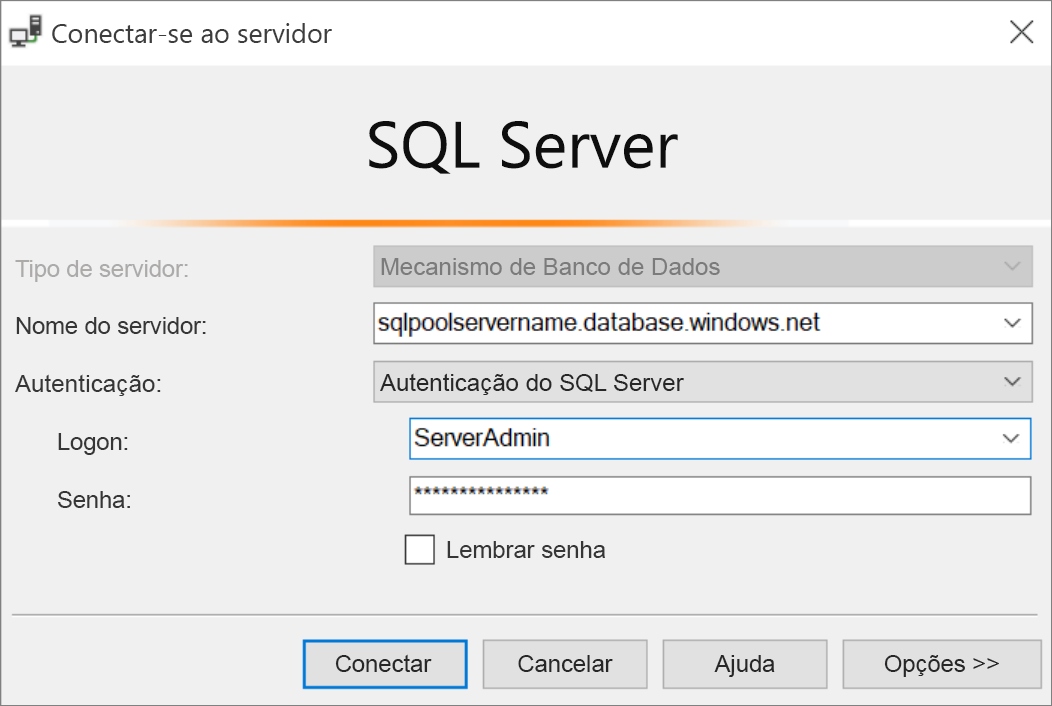 Conectar-se ao servidor
SQL Server
Tipo de servidor: Mecanismo de Banco de Dados
Nome do servidor: sqlpoolservername.database.windows.net
Autenticação: Autenticação do SQL Server
Logon: ServerAdmin
Senha: ***************
Lembrar senha
Conectar Cancelar Ajuda Opções >>